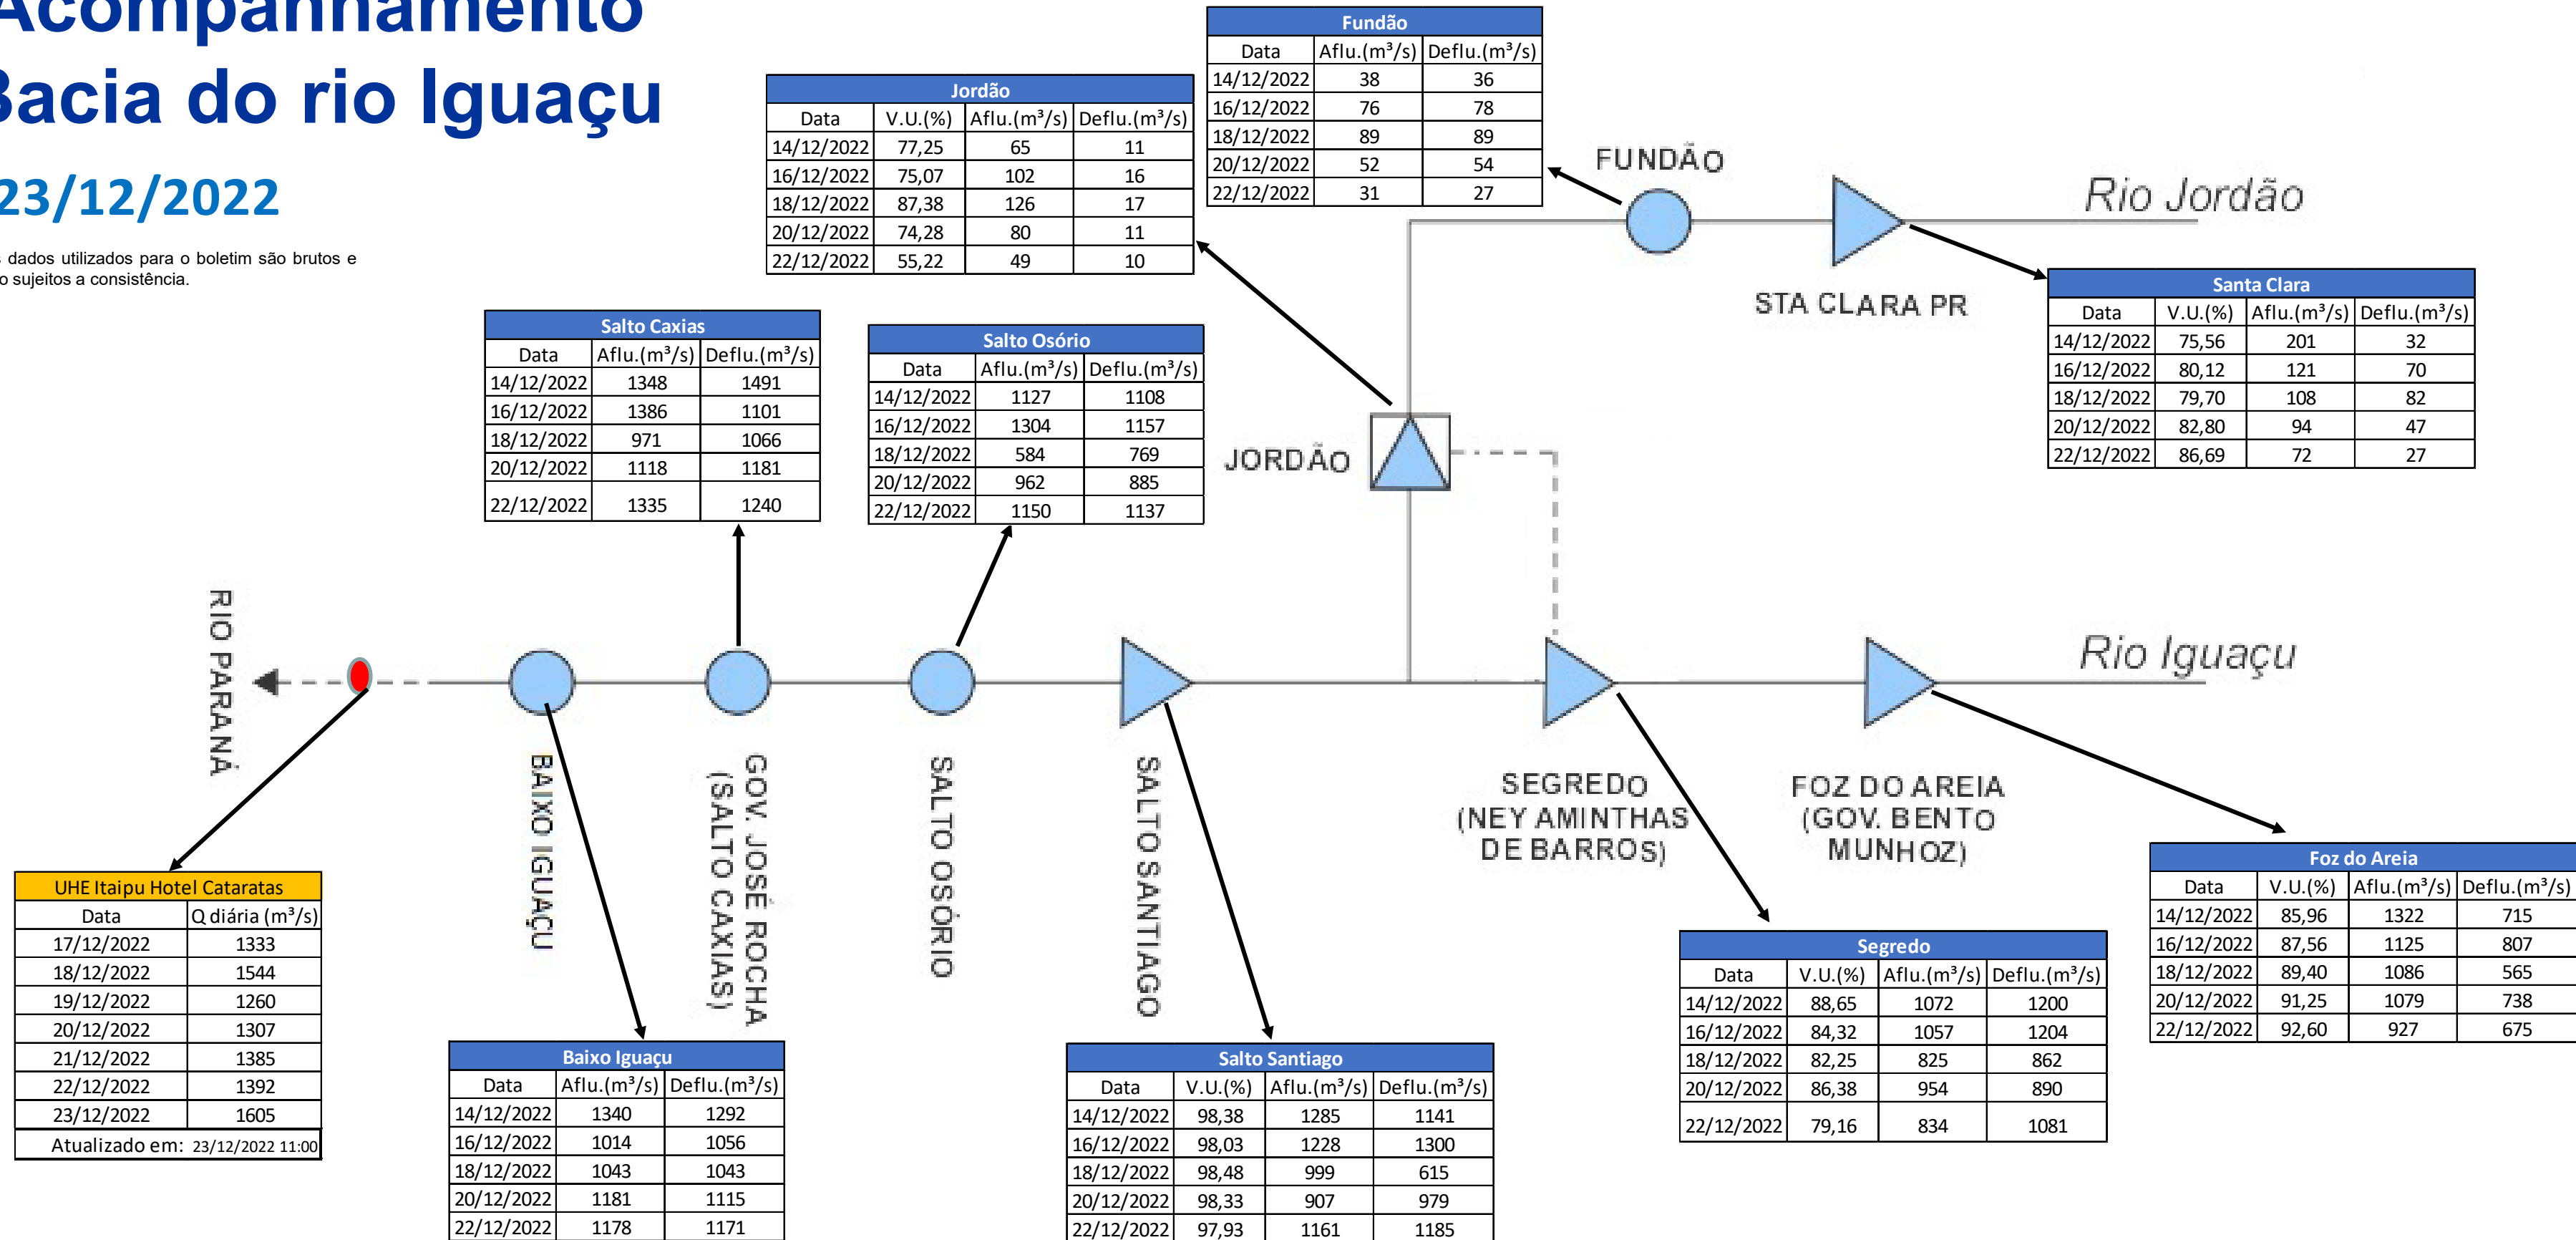 Acompanhamento
Bacia do rio Iguaçu
23/12/2022
s dados utilizados para o boletim são brutos e
o sujeitos a consistência.
Fundão
Data Aflu.(m³/s) Deflu.(m³/s)
14/12/2022 38 36
16/12/2022 76 78
18/12/2022 89 89
20/12/2022 52 54
22/12/2022 31 27
Jordão
Data V.U.(%) Aflu.(m³/s) Deflu.(m³/s)
14/12/2022 77,25 65 11
16/12/2022 75,07 102 16
18/12/2022 87,38 126 17
20/12/2022 74,28 80 11
22/12/2022 55,22 49 10
FUNDÃO
Rio Jordão
STA CLARA PR
Santa Clara
Data V.U.(%) Aflu.(m³/s) Deflu.(m³/s)
14/12/2022 75,56 201 32
16/12/2022 80,12 121 70
18/12/2022 79,70 108 82
20/12/2022 82,80 94 47
22/12/2022 86,69 72 27
Salto Caxias
Data Aflu.(m³/s) Deflu.(m³/s)
14/12/2022 1348 1491
16/12/2022 1386 1101
18/12/2022 971 1066
20/12/2022 1118 1181
22/12/2022 1335 1240
Salto Osório
Data Aflu.(m³/s) Deflu.(m³/s)
14/12/2022 1127 1108
16/12/2022 1304 1157
18/12/2022 584 769
20/12/2022 962 885
22/12/2022 1150 1137
JORDÃO
RIO PARANÁ
Rio Iguaçu
BAIXO IGUAÇU
GOV. JOSÉ ROCHA
(SALTO CAXIAS)
SALTO OSÓRIO
SALTO SANTIAGO
SEGREDO
(NEY AMINTHAS
DE BARROS)
FOZ DO AREIA
(GOV. BENTO
MUNHOZ)
UHE Itaipu Hotel Cataratas
Data Q diária (m³/s)
17/12/2022 1333
18/12/2022 1544
19/12/2022 1260
20/12/2022 1307
21/12/2022 1385
22/12/2022 1392
23/12/2022 1605
Atualizado em: 23/12/2022 11:00
Baixo Iguaçu
Data Aflu.(m³/s) Deflu.(m³/s)
14/12/2022 1340 1292
16/12/2022 1014 1056
18/12/2022 1043 1043
20/12/2022 1181 1115
22/12/2022 1178 1171
Salto Santiago
Data V.U.(%) Aflu.(m³/s) Deflu.(m³/s)
14/12/2022 98,38 1285 1141
16/12/2022 98,03 1228 1300
18/12/2022 98,48 999 615
20/12/2022 98,33 907 979
22/12/2022 97,93 1161 1185
Segredo
Data V.U.(%) Aflu.(m³/s) Deflu.(m³/s)
14/12/2022 88,65 1072 1200
16/12/2022 84,32 1057 1204
18/12/2022 82,25 825 862
20/12/2022 86,38 954 890
22/12/2022 79,16 834 1081
Foz do Areia
Data V.U.(%) Aflu.(m³/s) Deflu.(m³/s)
14/12/2022 85,96 1322 715
16/12/2022 87,56 1125 807
18/12/2022 89,40 1086 565
20/12/2022 91,25 1079 738
22/12/2022 92,60 927 675